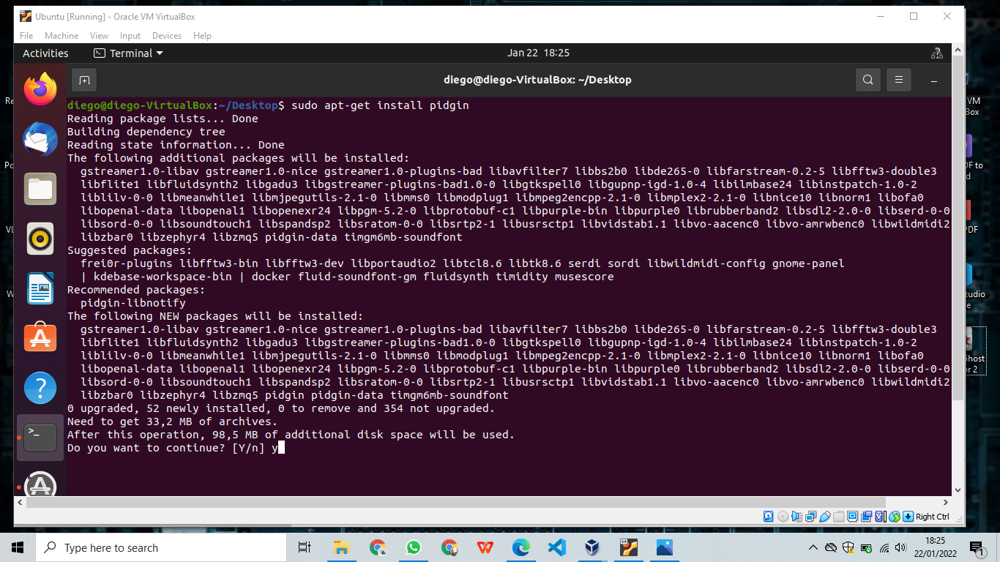 Ubuntu [Running] - Oracle VM VirtualBox
File Machine View Input Devices Help
Activities Terminal Jan 22 18:25
diego@diego-VirtualBox: ~/Desktop
diego@diego-VirtualBox:~/Desktop$ sudo apt-get install pidgin
Reading package lists... Done
Building dependency tree
Reading state information... Done
The following additional packages will be installed:
gstreamer1.0-libav gstreamer1.0-nice gstreamer1.0-plugins-bad libavfilter7 libbs2b0 libde265-0 libfarstream-0.2-5 libfftw3-double3
libflite1 libfluidsynth2 libgadu3 libgstreamer-plugins-bad1.0-0 libgtkspell0 libgupnp-igd-1.0-4 libilmbase24 libinstpatch-1.0-2
liblilv-0-0 libmeanwhile1 libmjpegutils-2.1-0 libmms0 libmodplug1 libmpeg2encpp-2.1-0 libmplex2-2.1-0 libnice10 libnorm1 libofa0
libopenal-data libopenal1 libopenexr24 libpgm-5.2-0 libprotobuf-c1 libpurple-bin libpurple0 librubberband2 libsdl2-2.0-0 libserd-0-0
libsord-0-0 libsoundtouch1 libspandsp2 libsratom-0-0 libsrtp2-1 libusrsctp1 libvidstab1.1 libvo-aacenc0 libvo-amrwbenc0 libwildmidi2
libzbar0 libzephyr4 libzmq5 pidgin-data timgm6mb-soundfont
Suggested packages:
frei0r-plugins libfftw3-bin libfftw3-dev libportaudio2 libtcl8.6 libtk8.6 serdi sordi libwildmidi-config gnome-panel
| kdebase-workspace-bin | docker fluid-soundfont-gm fluidsynth timidity musescore
Recommended packages:
pidgin-libnotify
The following NEW packages will be installed:
gstreamer1.0-libav gstreamer1.0-nice gstreamer1.0-plugins-bad libavfilter7 libbs2b0 libde265-0 libfarstream-0.2-5 libfftw3-double3
libflite1 libfluidsynth2 libgadu3 libgstreamer-plugins-bad1.0-0 libgtkspell0 libgupnp-igd-1.0-4 libilmbase24 libinstpatch-1.0-2
liblilv-0-0 libmeanwhile1 libmjpegutils-2.1-0 libmms0 libmodplug1 libmpeg2encpp-2.1-0 libmplex2-2.1-0 libnice10 libnorm1 libofa0
libopenal-data libopenal1 libopenexr24 libpgm-5.2-0 libprotobuf-c1 libpurple-bin libpurple0 librubberband2 libsdl2-2.0-0 libserd-0-0
libsord-0-0 libsoundtouch1 libspandsp2 libsratom-0-0 libsrtp2-1 libusrsctp1 libvidstab1.1 libvo-aacenc0 libvo-amrwbenc0 libwildmidi2
libzbar0 libzephyr4 libzmq5 pidgin pidgin-data timgm6mb-soundfont
0 upgraded, 52 newly installed, 0 to remove and 354 not upgraded.
Need to get 33,2 MB of archives.
After this operation, 98,5 MB of additional disk space will be used.
Do you want to continue? [Y/n] y
Right Ctrl
Type here to search
18:25
22/01/2022
1